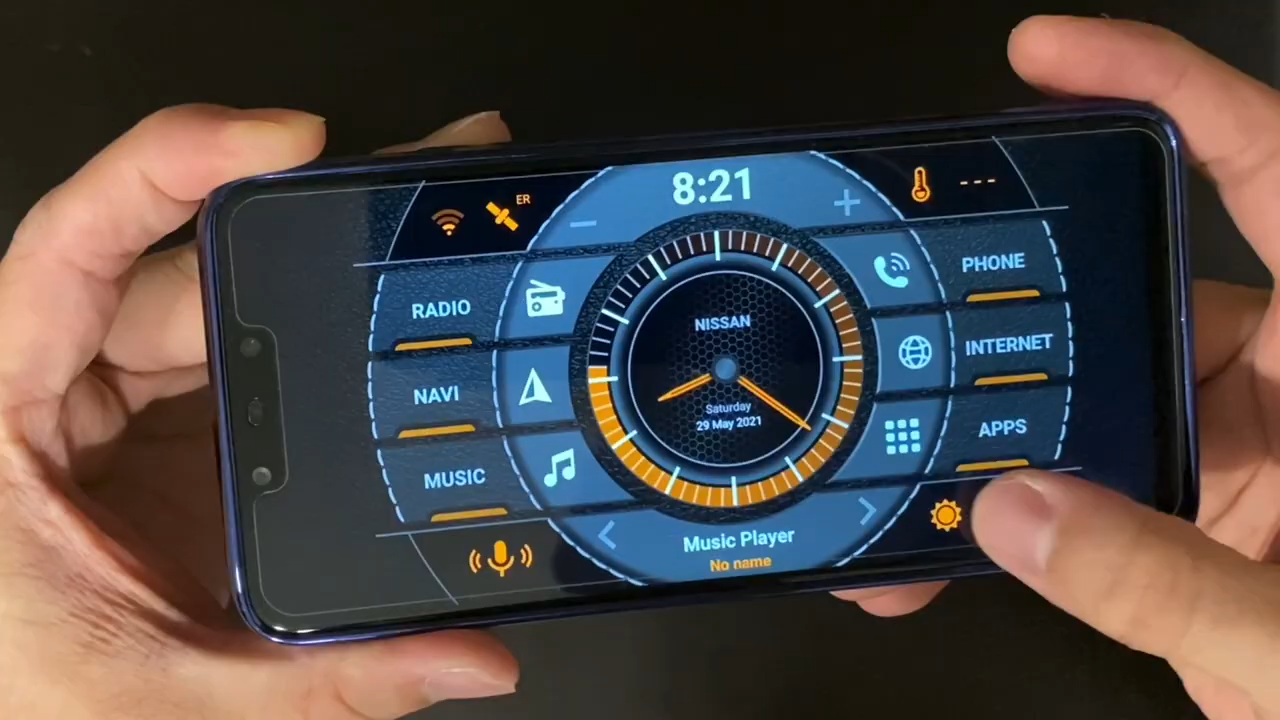 8:21
ER
---
RADIO
NAVI
MUSIC
NISSAN
Saturday
29 May 2021
PHONE
INTERNET
APPS
Music Player
No name